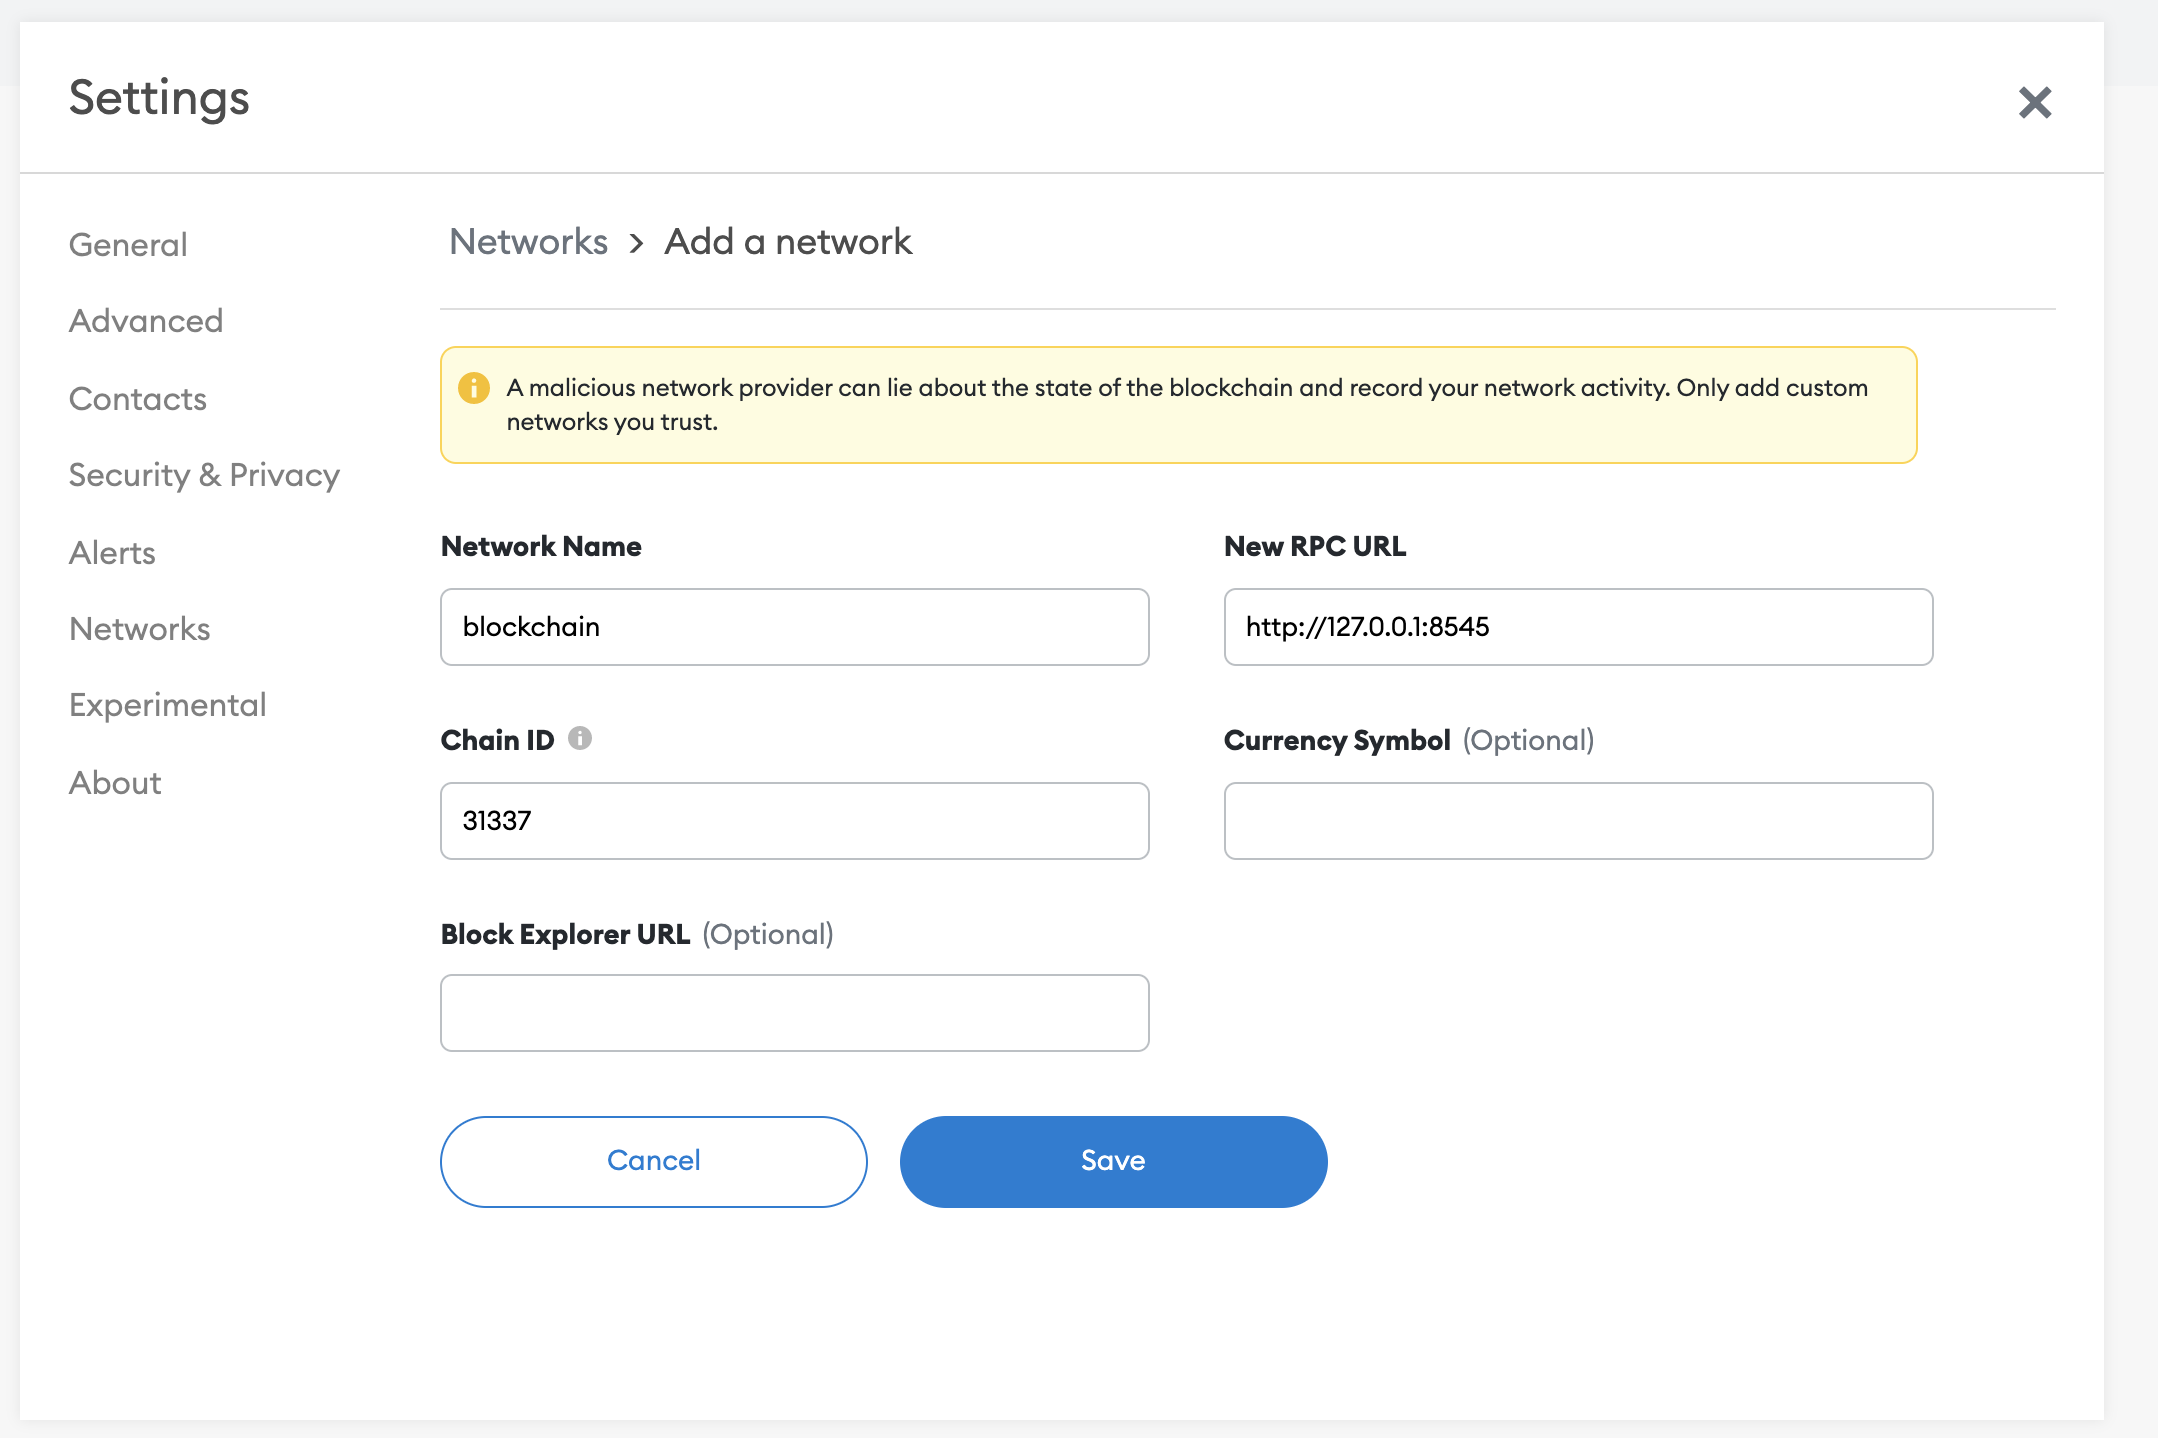 Settings
General
Advanced
Contacts
Security & Privacy
Alerts
Networks
Experimental
About
Networks > Add a network
A malicious network provider can lie about the state of the blockchain and record your network activity. Only add custom
networks you trust.
Network Name
blockchain
New RPC URL
http://127.0.0.1:8545
Chain ID
31337
Currency Symbol (Optional)
Block Explorer URL (Optional)
Cancel
Save